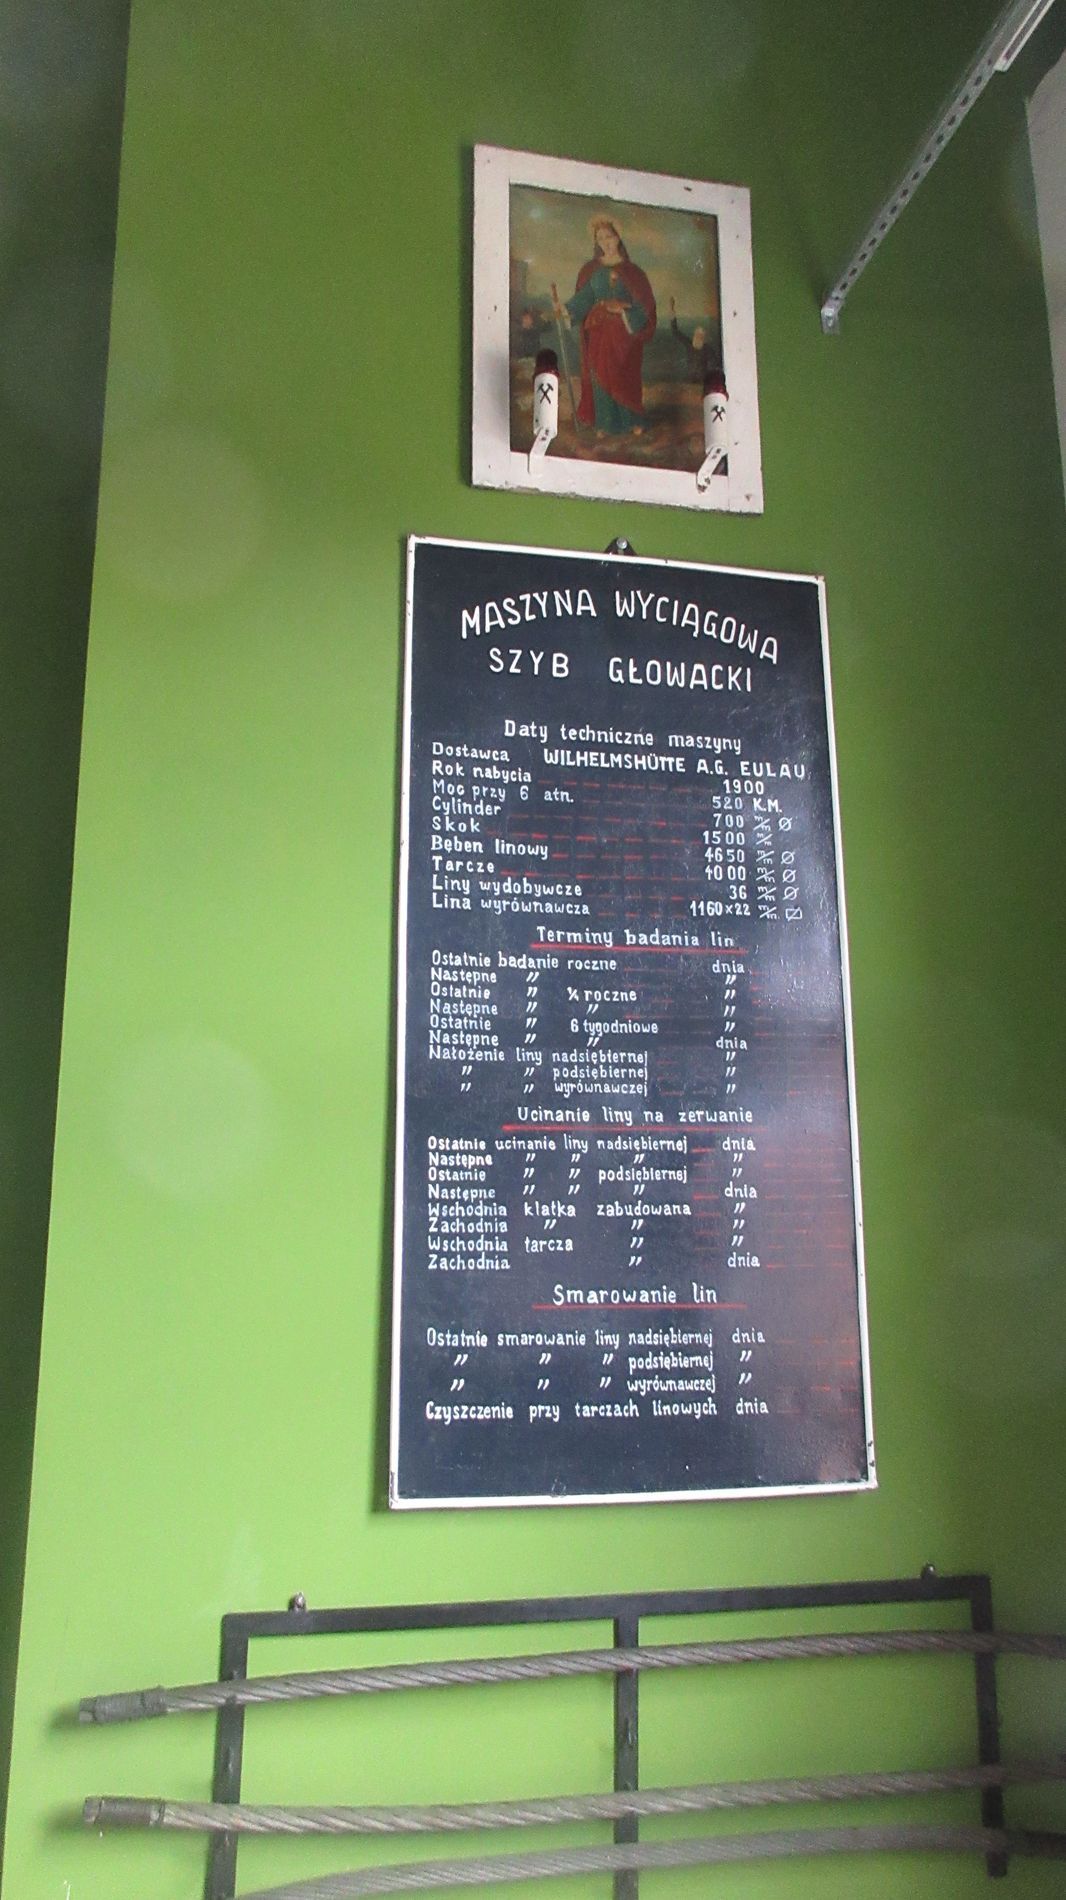 MASZYNA WYCIĄGOWA
SZYB GŁOWACKI
Daty techniczne maszyny
Dostawca WILHELMSHÜTTE A.G. EULAU
Rok nabycia 1900
Moc przy 6 atn. 520 K.M.
Cylinder 700 Ø
Skok 1500
Bęben linowy 4650 Ø
Tarcze 4000 Ø
Liny wydobywcze 36 Ø
Lina wyrównawcza 1160x22
Terminy badania lin
Ostatnie badanie roczne dnia
Następne " "
Ostatnie " ¼ roczne "
Następne " " "
Ostatnie " 6 tygodniowe "
Następne " " dnia
Nałożenie liny nadsiębiernej "
" " podsiębiernej "
" " wyrównawczej "
Ucinanie liny na zerwanie
Ostatnie ucinanie liny nadsiębiernej dnia
Następne " " " "
Ostatnie " " podsiębiernej "
Następne " " " dnia
Wschodnia klatka zabudowana "
Zachodnia " " "
Wschodnia tarcza " "
Zachodnia " dnia
Smarowanie lin
Ostatnie smarowanie liny nadsiębiernej dnia
" " " podsiębiernej "
" " " wyrównawczej "
Czyszczenie przy tarczach linowych dnia